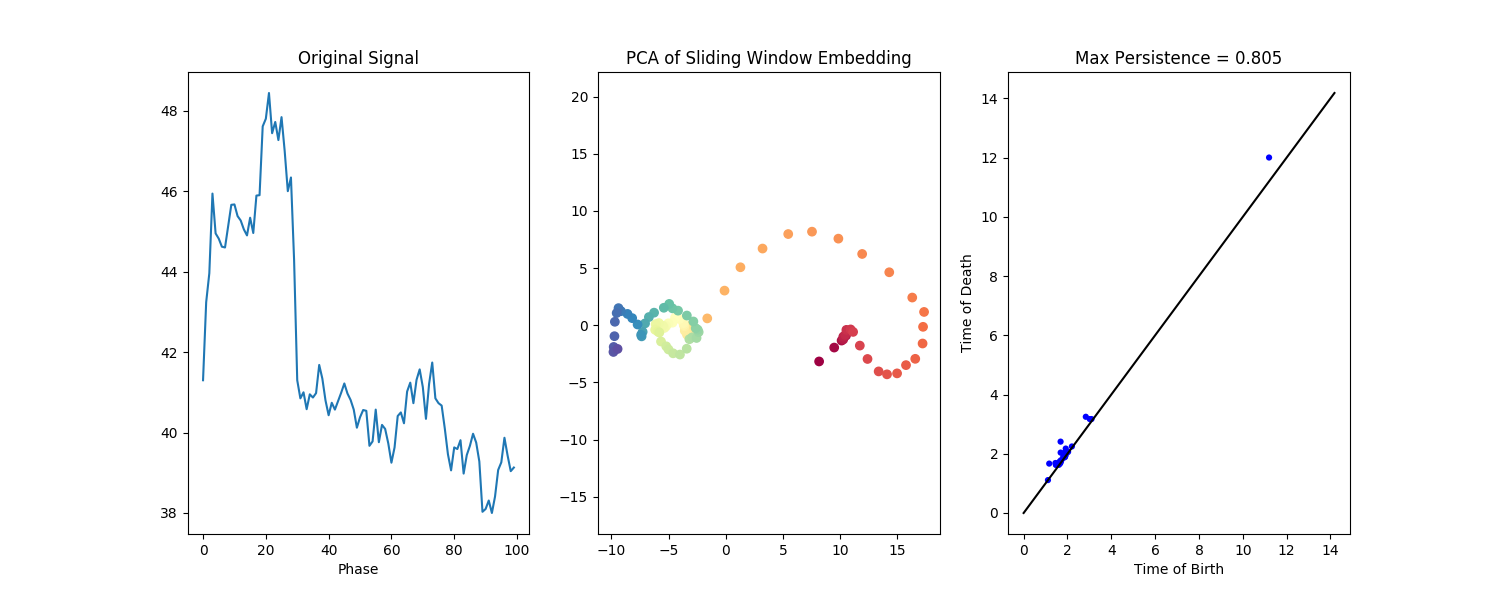 Original Signal
48
46
44
42
40
38
0 20 40 60 80 100
Phase
PCA of Sliding Window Embedding
20
15
10
5
0
−5
−10
−15
−10 −5 0 5 10 15
Max Persistence = 0.805
Time of Death
14
12
10
8
6
4
2
0
0 2 4 6 8 10 12 14
Time of Birth